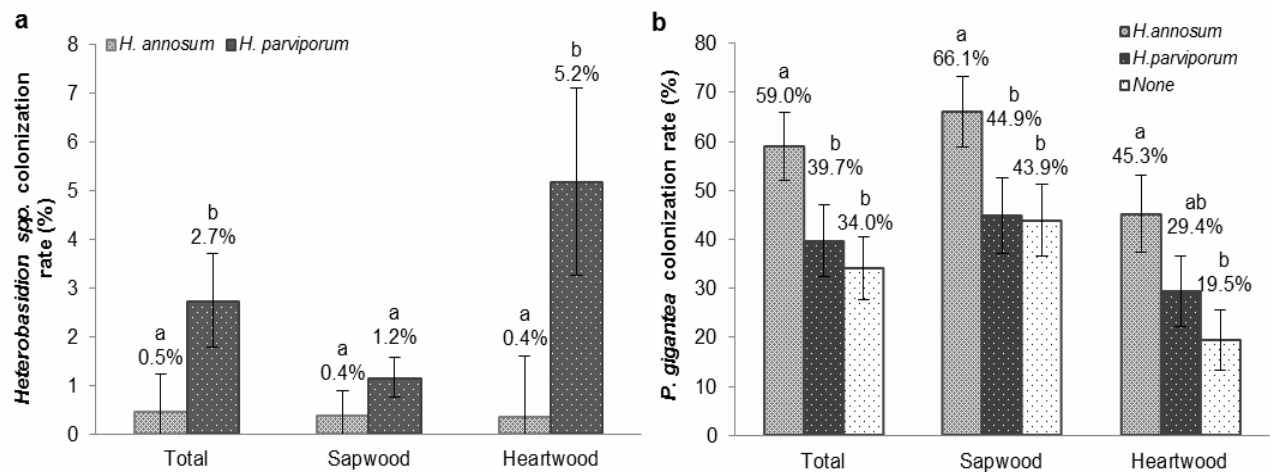 a
H. annosum H. parviporum
Heterobasidion spp. colonization
rate (%)
8
7
6
5
4
3
2
1
0
a
0.5%
b
2.7%
a
0.4%
a
1.2%
a
0.4%
b
5.2%
Total Sapwood Heartwood
b
H.annosum
H.parviporum
None
P. gigantea colonization rate (%)
80
70
60
50
40
30
20
10
0
a
59.0%
b
39.7%
b
34.0%
a
66.1%
b
44.9%
b
43.9%
a
45.3%
ab
29.4%
b
19.5%
Total Sapwood Heartwood